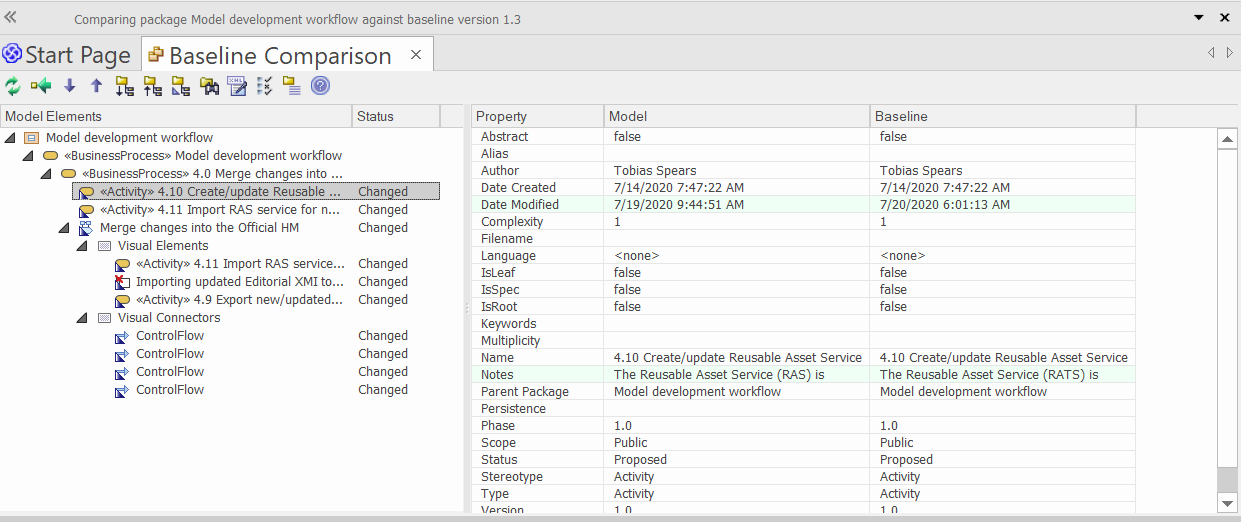 Comparing package Model development workflow against baseline version 1.3
Start Page Baseline Comparison
Model Elements Status
Model development workflow
«BusinessProcess» Model development workflow
«BusinessProcess» 4.0 Merge changes into ...
«Activity» 4.10 Create/update Reusable ... Changed
«Activity» 4.11 Import RAS service for n... Changed
Merge changes into the Official HM Changed
Visual Elements
«Activity» 4.11 Import RAS service... Changed
Importing updated Editorial XMI to... Changed
«Activity» 4.9 Export new/updated... Changed
Visual Connectors
ControlFlow Changed
ControlFlow Changed
ControlFlow Changed
ControlFlow Changed
Property Model Baseline
Abstract false false
Alias
Author Tobias Spears Tobias Spears
Date Created 7/14/2020 7:47:22 AM 7/14/2020 7:47:22 AM
Date Modified 7/19/2020 9:44:51 AM 7/20/2020 6:01:13 AM
Complexity 1 1
Filename
Language <none> <none>
IsLeaf false false
IsSpec false false
IsRoot false false
Keywords
Multiplicity
Name 4.10 Create/update Reusable Asset Service 4.10 Create/update Reusable Asset Service
Notes The Reusable Asset Service (RAS) is The Reusable Asset Service (RATS) is
Parent Package Model development workflow Model development workflow
Persistence
Phase 1.0 1.0
Scope Public Public
Status Proposed Proposed
Stereotype Activity Activity
Type Activity Activity
Version 1.0 1.0